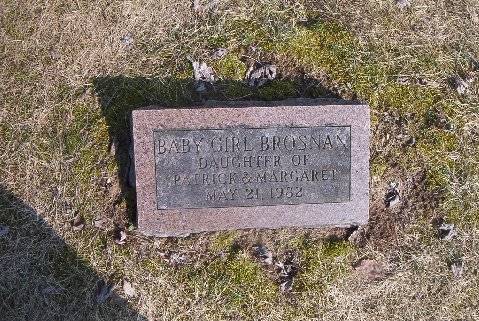 BABY GIRL BROSNAN
DAUGHTER OF
PATRICK & MARGARET
MAY 21, 1952